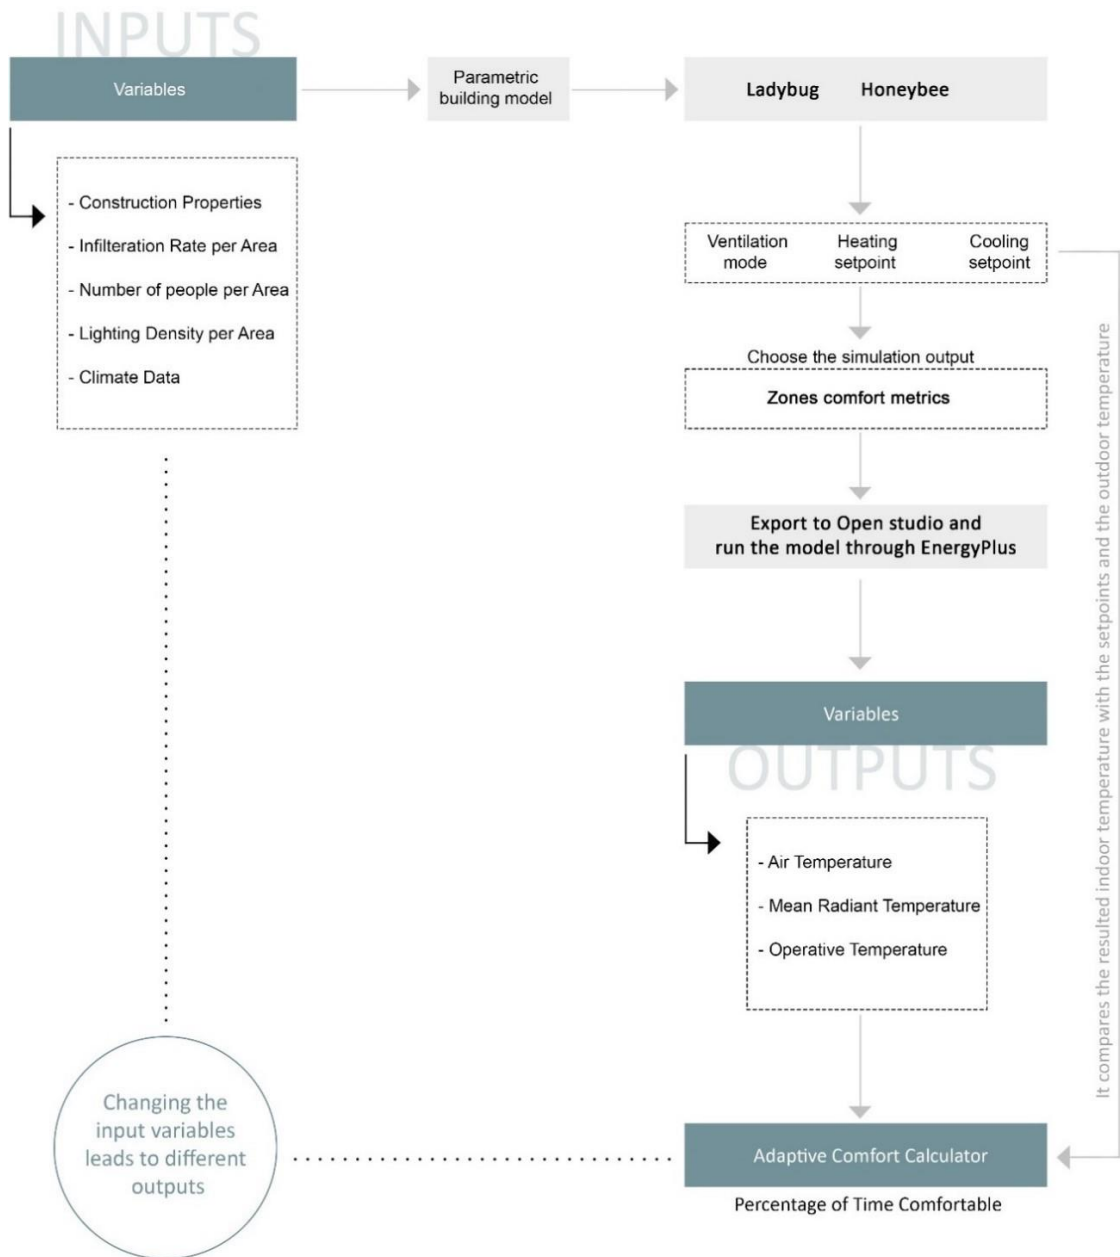 INPUTS
Variables
Parametric
building model
Ladybug Honeybee
- Construction Properties
- Infilteration Rate per Area
- Number of people per Area
- Lighting Density per Area
- Climate Data
Ventilation
mode
Heating
setpoint
Cooling
setpoint
Choose the simulation output
Zones comfort metrics
Export to Open studio and
run the model through EnergyPlus
Variables
OUTPUTS
- Air Temperature
- Mean Radiant Temperature
- Operative Temperature
It compares the resulted indoor temperature with the setpoints and the outdoor temperature
Changing the
input variables
leads to different
outputs
Adaptive Comfort Calculator
Percentage of Time Comfortable